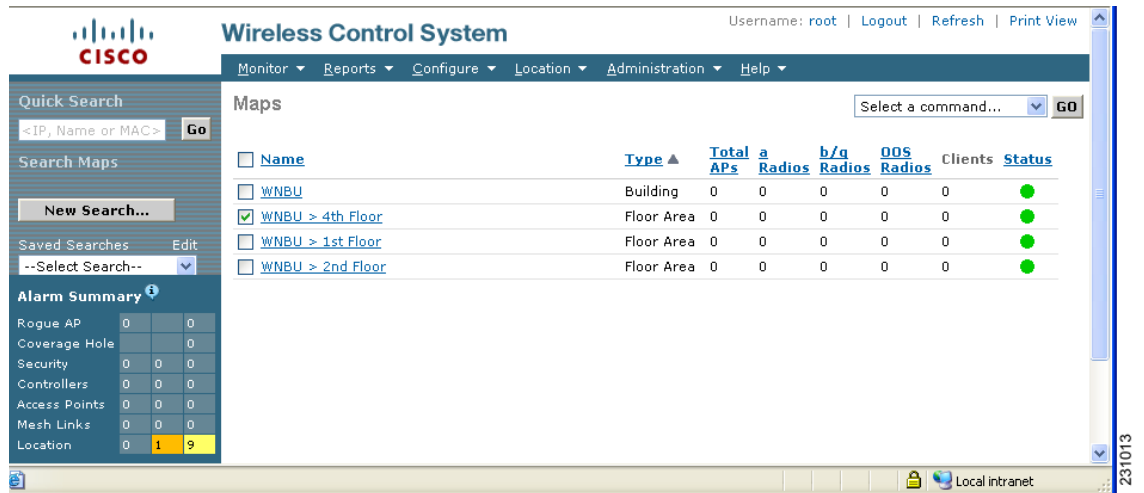 Username: root | Logout | Refresh | Print View
CISCO
Wireless Control System
Monitor Reports Configure Location Administration Help
Quick Search
<IP, Name or MAC> Go
Search Maps
New Search...
Saved Searches Edit
--Select Search--
Alarm Summary
Rogue AP 0 0
Coverage Hole 0
Security 0 0 0
Controllers 0 0 0
Access Points 0 0 0
Mesh Links 0 0 0
Location 0 1 9
Maps
Select a command... GO
Name Type Total APs a Radios b/g Radios OOS Radios Clients Status
WNBU Building 0 0 0 0 0
WNBU > 4th Floor Floor Area 0 0 0 0 0
WNBU > 1st Floor Floor Area 0 0 0 0 0
WNBU > 2nd Floor Floor Area 0 0 0 0 0
Local intranet
231013